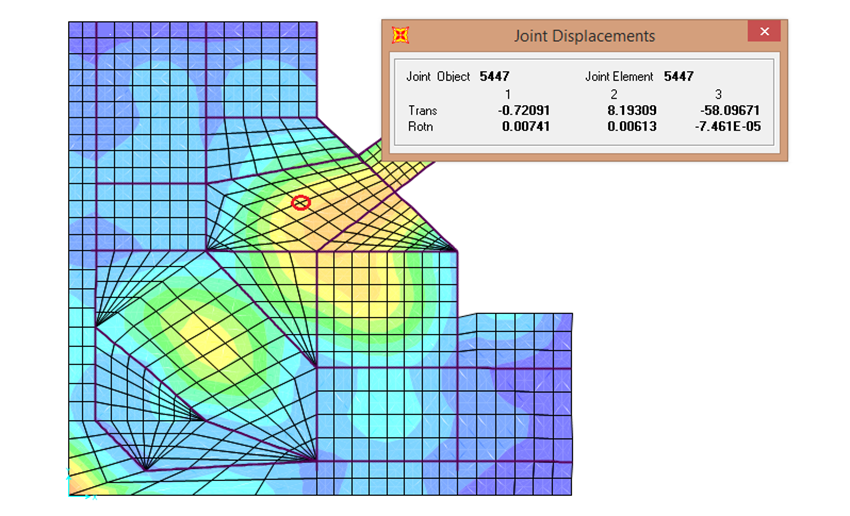 Joint Displacements
Joint Object 5447 Joint Element 5447
1 2 3
Trans -0.72091 8.19309 -58.09671
Rotn 0.00741 0.00613 -7.461E-05